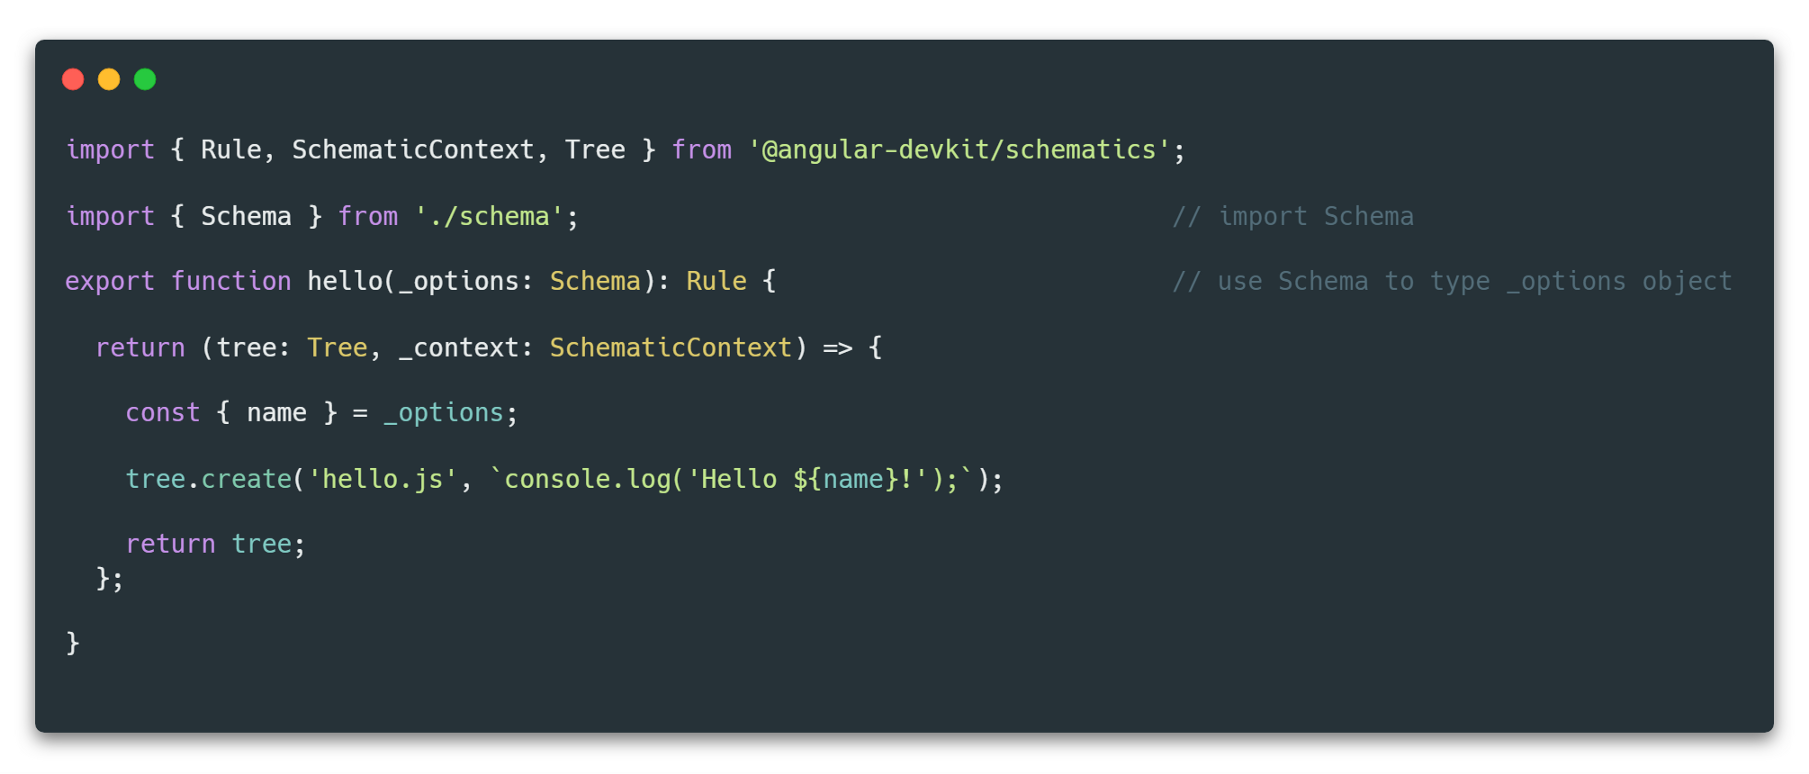 import { Rule, SchematicContext, Tree } from '@angular-devkit/schematics';
import { Schema } from './schema'; // import Schema
export function hello(_options: Schema): Rule { // use Schema to type _options object
return (tree: Tree, _context: SchematicContext) => {
const { name } = _options;
tree.create('hello.js', `console.log('Hello ${name}!');`);
return tree;
};
}